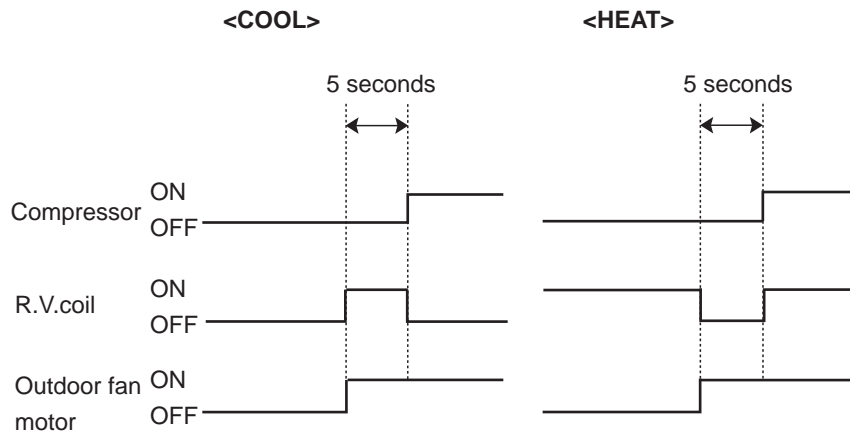 <COOL>
<HEAT>
5 seconds
5 seconds
Compressor
ON
OFF
R.V.coil
ON
OFF
Outdoor fan
motor
ON
OFF